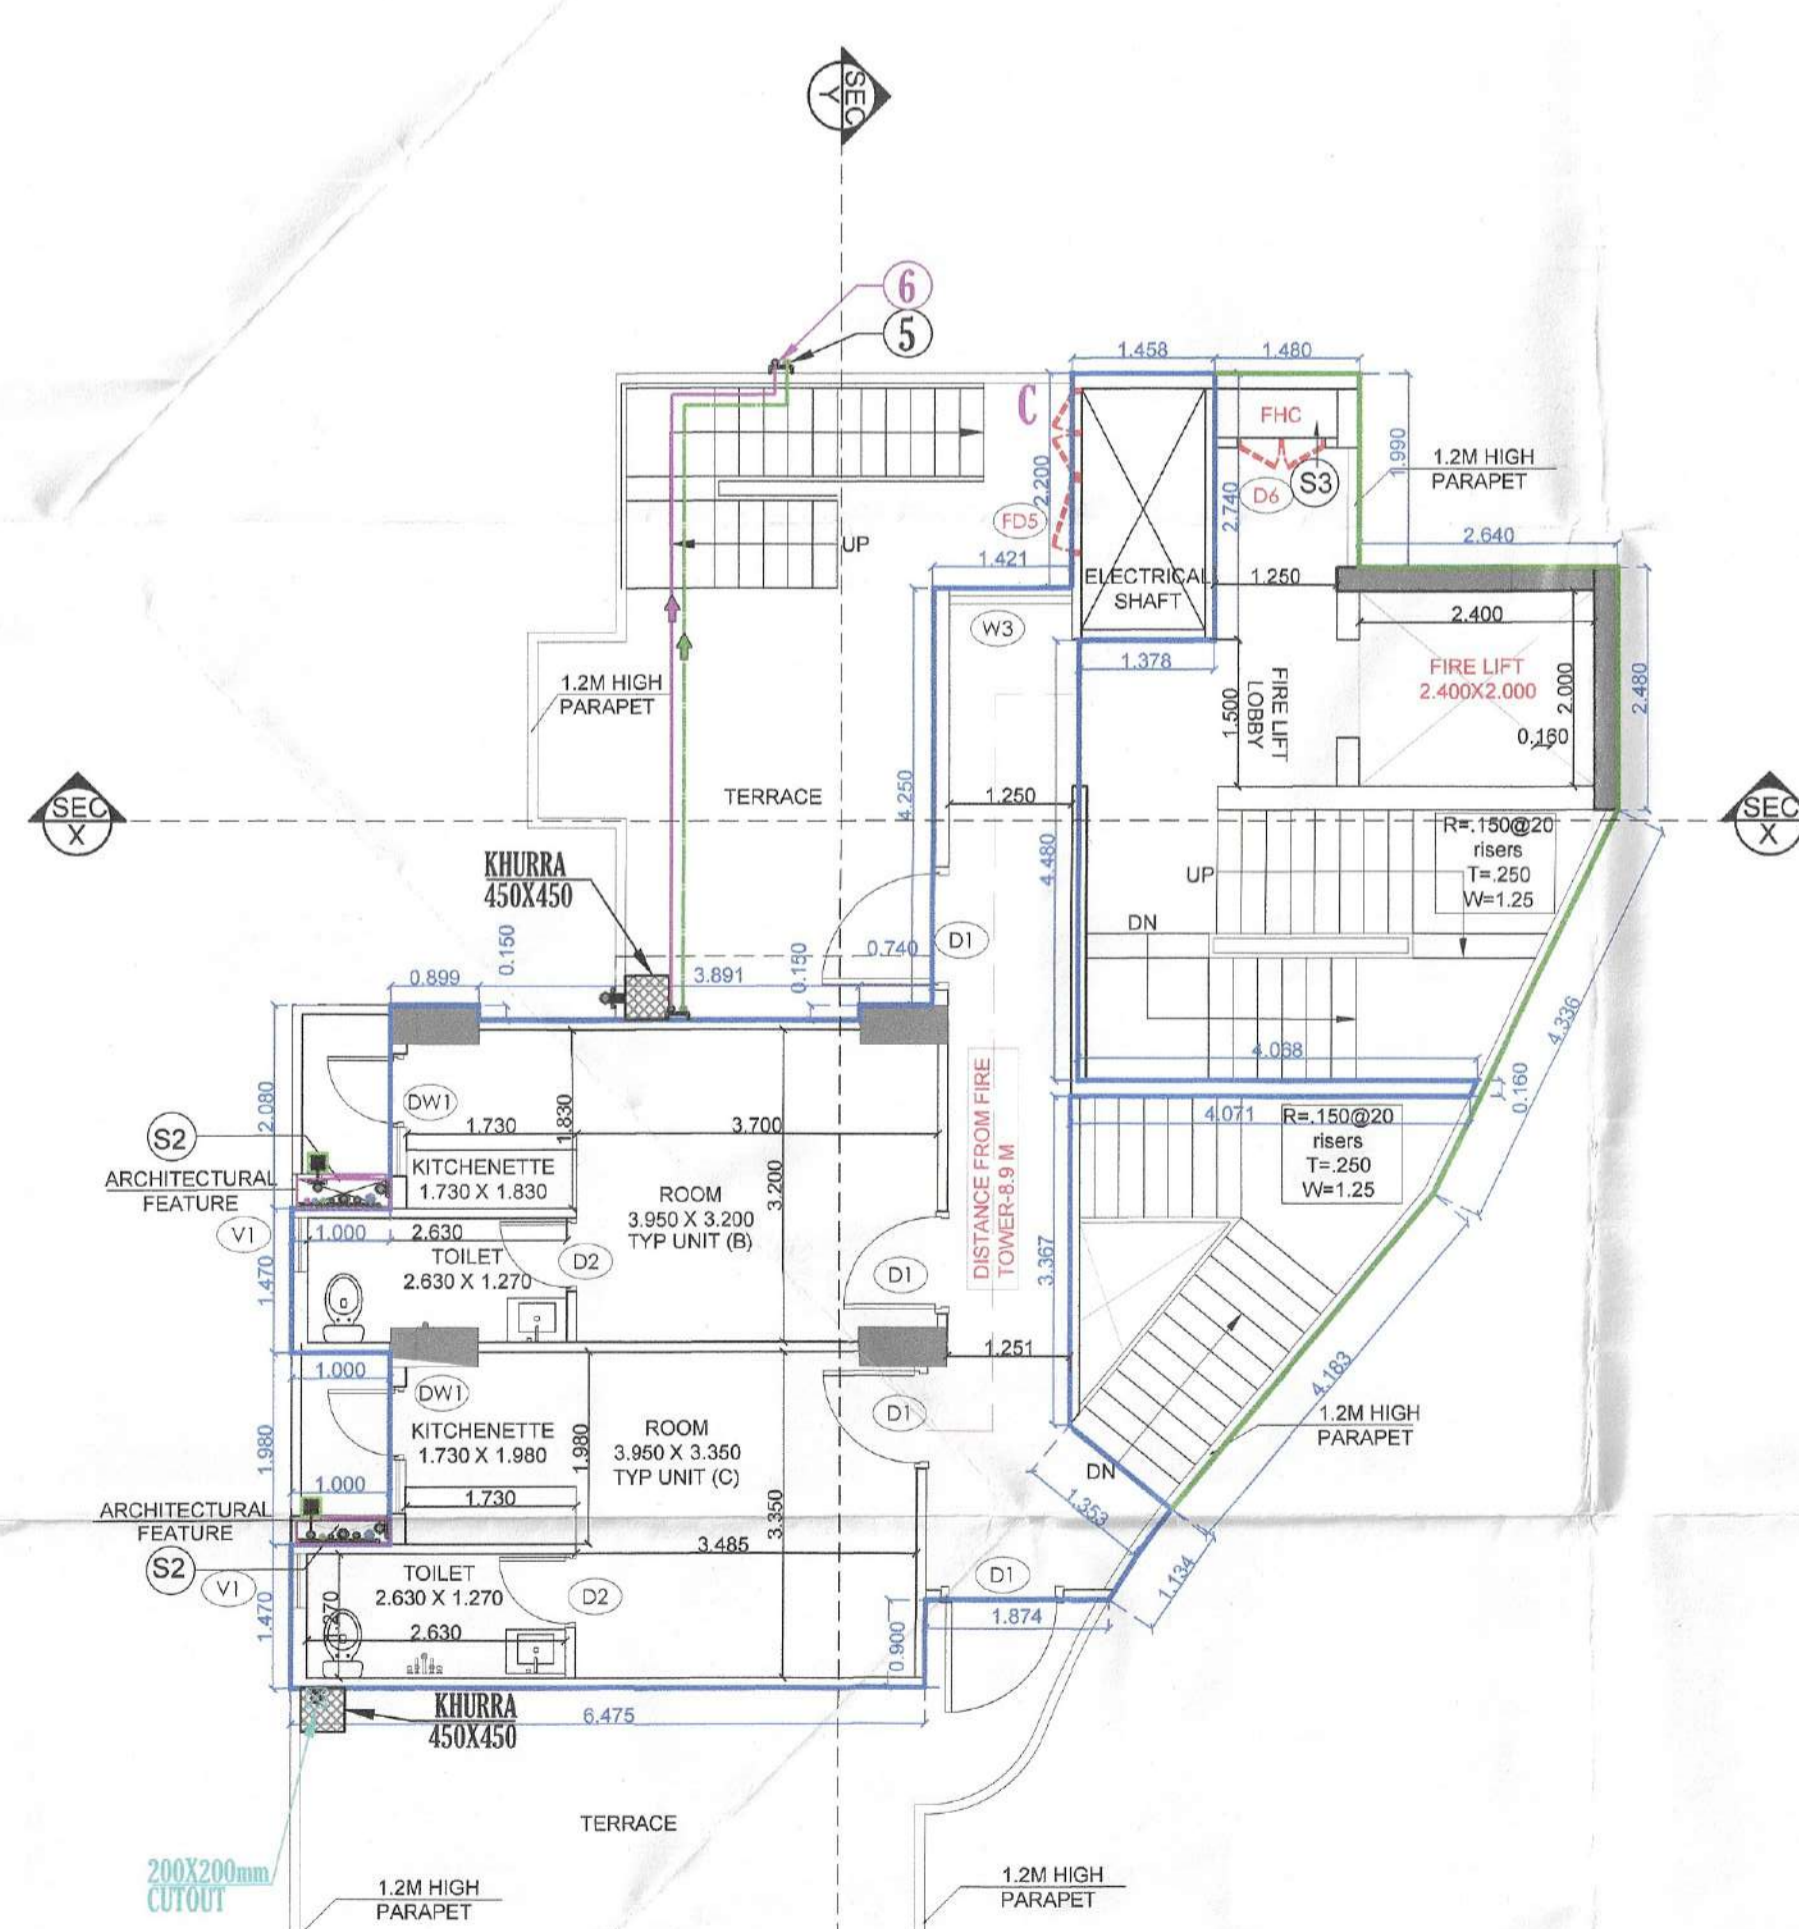 SEC
Y
6
5
1.458
1.480
C
FHC
2.200
2.740
1.990
1.2M HIGH
PARAPET
S3
D6
FD5
2.640
UP
1.421
ELECTRICAL
SHAFT
1.250
2.400
W3
1.378
FIRE LIFT
2.400X2.000
2.000
2.480
1.2M HIGH
PARAPET
1.500
FIRE LIFT
LOBBY
0.160
SEC
X
TERRACE
4.250
1.250
SEC
X
R=.150@20
risers
T=.250
W=1.25
4.480
UP
KHURRA
450X450
DN
0.150
0.740
D1
0.899
3.891
0.150
4.336
4.068
0.160
2.080
DW1
1.730
1.830
3.700
DISTANCE FROM FIRE
TOWER-8.9 M
4.071
R=.150@20
risers
T=.250
W=1.25
S2
ARCHITECTURAL
FEATURE
KITCHENETTE
1.730 X 1.830
ROOM
3.950 X 3.200
TYP UNIT (B)
3.200
V1
1.000
2.630
TOILET
2.630 X 1.270
D2
D1
3.367
1.470
1.251
1.000
4.183
DW1
D1
1.2M HIGH
PARAPET
KITCHENETTE
1.730 X 1.980
1.980
ROOM
3.950 X 3.350
TYP UNIT (C)
1.980
DN
1.000
1.730
3.350
1.353
ARCHITECTURAL
FEATURE
3.485
S2
V1
TOILET
2.630 X 1.270
D2
D1
1.134
1.470
1.270
2.630
0.900
1.874
KHURRA
450X450
6.475
TERRACE
200X200mm
CUTOUT
1.2M HIGH
PARAPET
1.2M HIGH
PARAPET